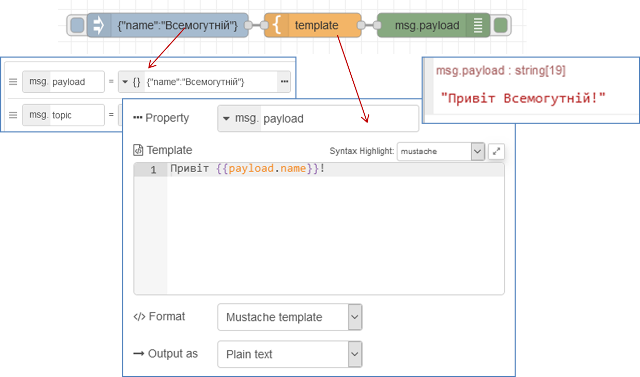 {"name":"Всемогутній"}
template
msg.payload
msg. payload = {} {"name":"Всемогутній"} •••
msg. topic =
msg.payload : string[19]
"Привіт Всемогутній!"
Property
msg. payload
Template
Syntax Highlight: mustache
1 Привіт {{payload.name}}!
</> Format
Mustache template
Output as
Plain text